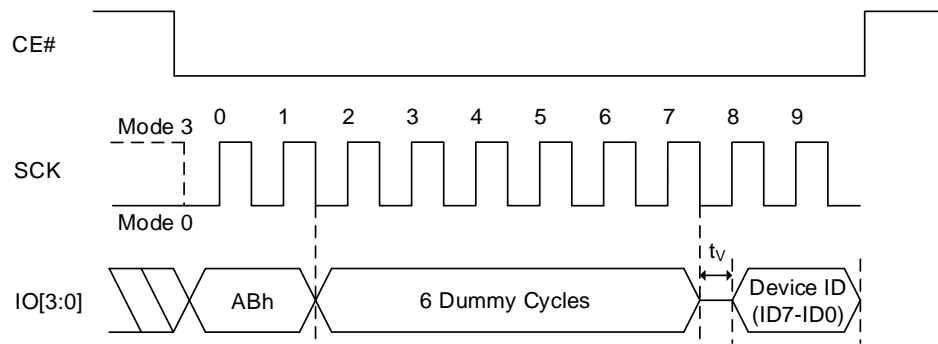 CE#
Mode 3
0 1 2 3 4 5 6 7 8 9
SCK
Mode 0
tV
IO[3:0]
ABh
6 Dummy Cycles
Device ID
(ID7-ID0)